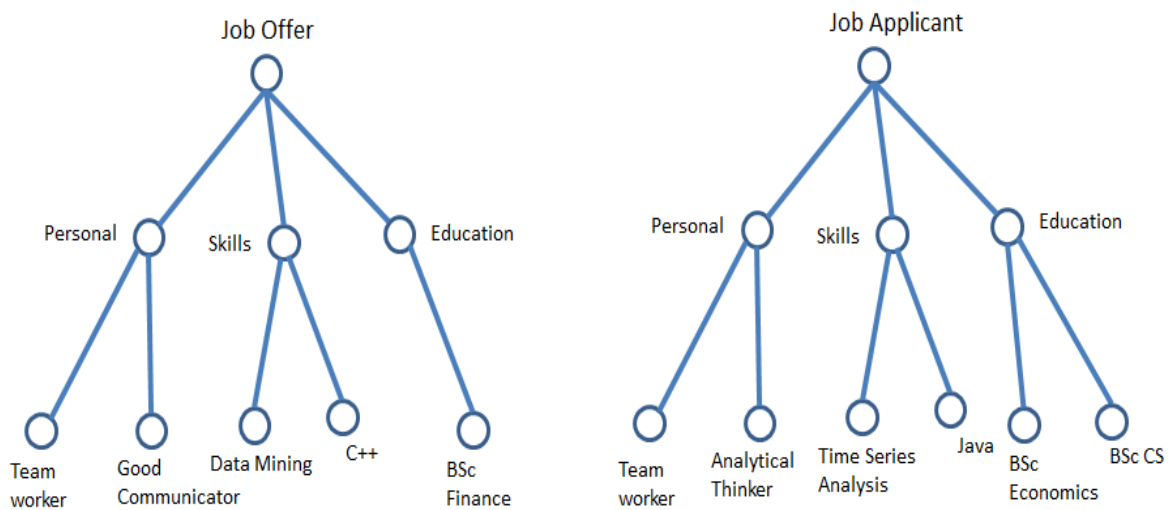 Job Offer
Personal
Skills
Education
Team
worker
Good
Communicator
Data Mining
C++
BSc
Finance
Job Applicant
Personal
Skills
Education
Team
worker
Analytical
Thinker
Time Series
Analysis
Java
BSc
Economics
BSc CS